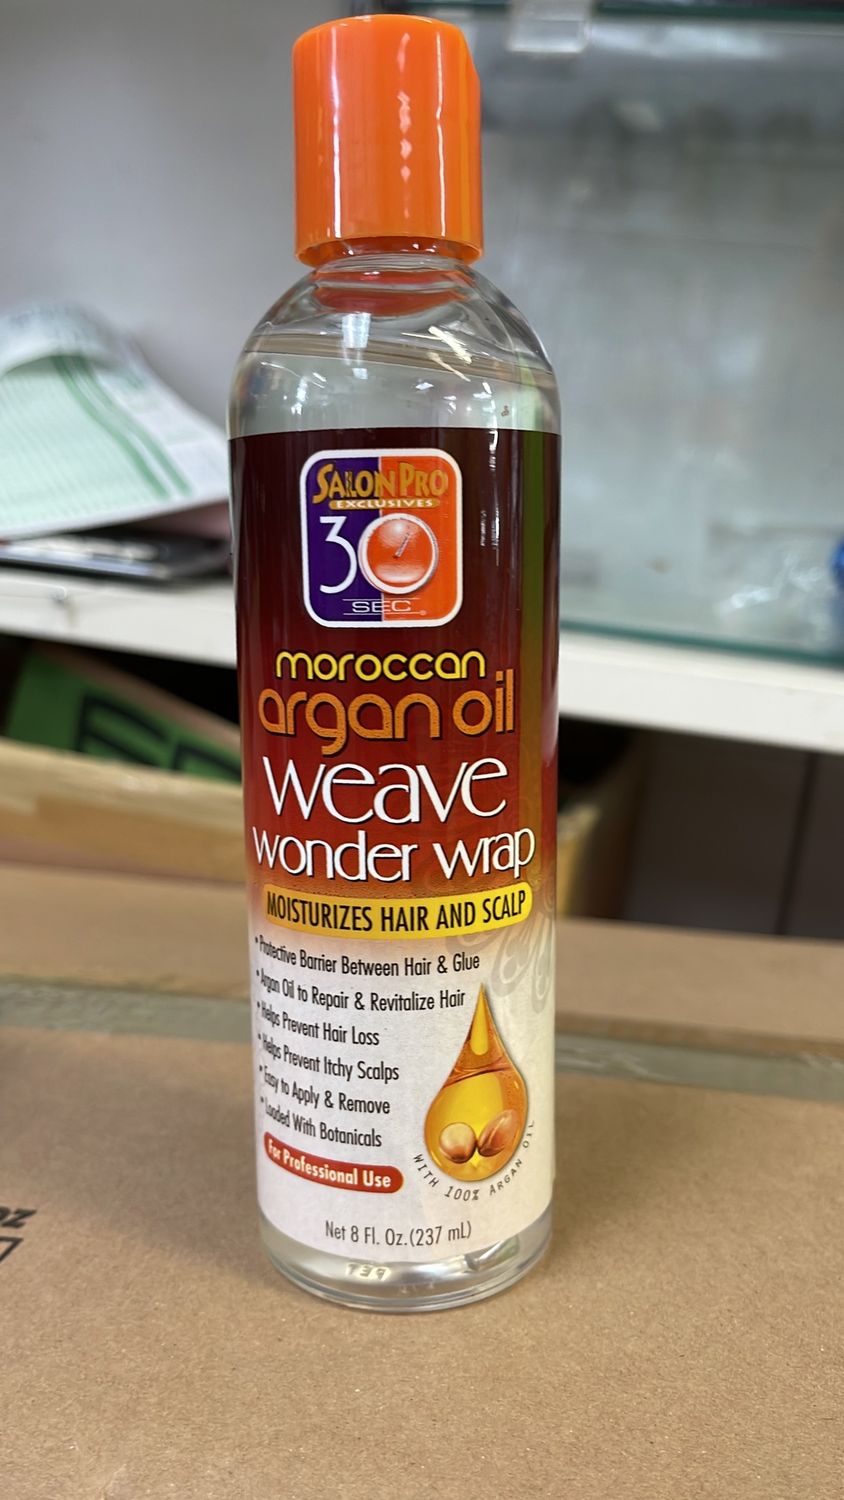 SALON PRO
EXCLUSIVES
30
SEC
moroccan
argan oil
weave
wonder wrap
MOISTURIZES HAIR AND SCALP
• Protective Barrier Between Hair & Glue
• Argan Oil to Repair & Revitalize Hair
• Helps Prevent Hair Loss
• Helps Prevent Itchy Scalps
• Easy to Apply & Remove
• Loaded With Botanicals
For Professional Use
WITH 100% ARGAN OIL
Net 8 Fl. Oz.(237 mL)